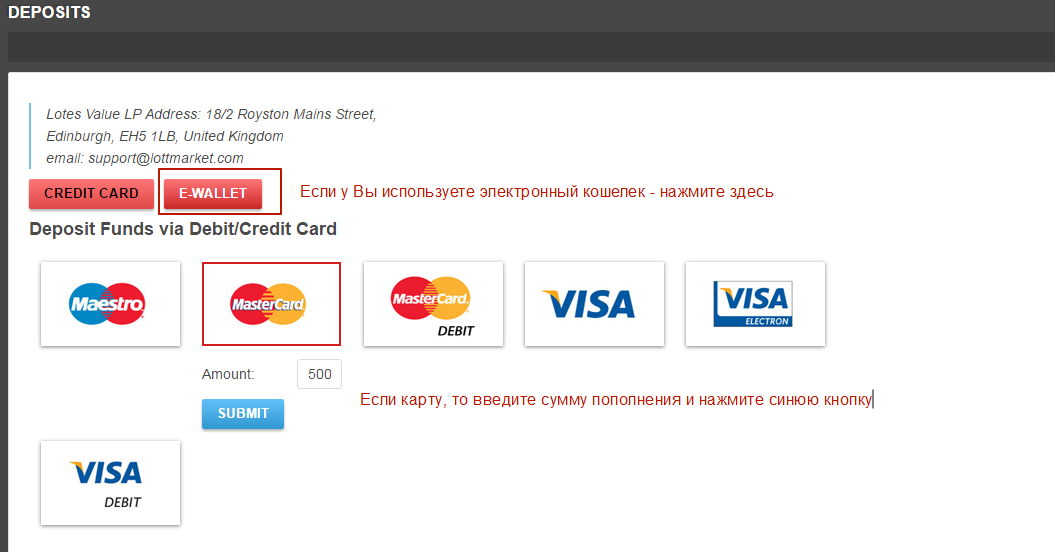 DEPOSITS
Lotes Value LP Address: 18/2 Royston Mains Street,
Edinburgh, EH5 1LB, United Kingdom
email: support@lottmarket.com
CREDIT CARD E-WALLET Если у Вы используете электронный кошелек - нажмите здесь
Deposit Funds via Debit/Credit Card
Maestro MasterCard MasterCard DEBIT VISA VISA ELECTRON
Amount: 500
Если карту, то введите сумму пополнения и нажмите синюю кнопку
SUBMIT
VISA
DEBIT